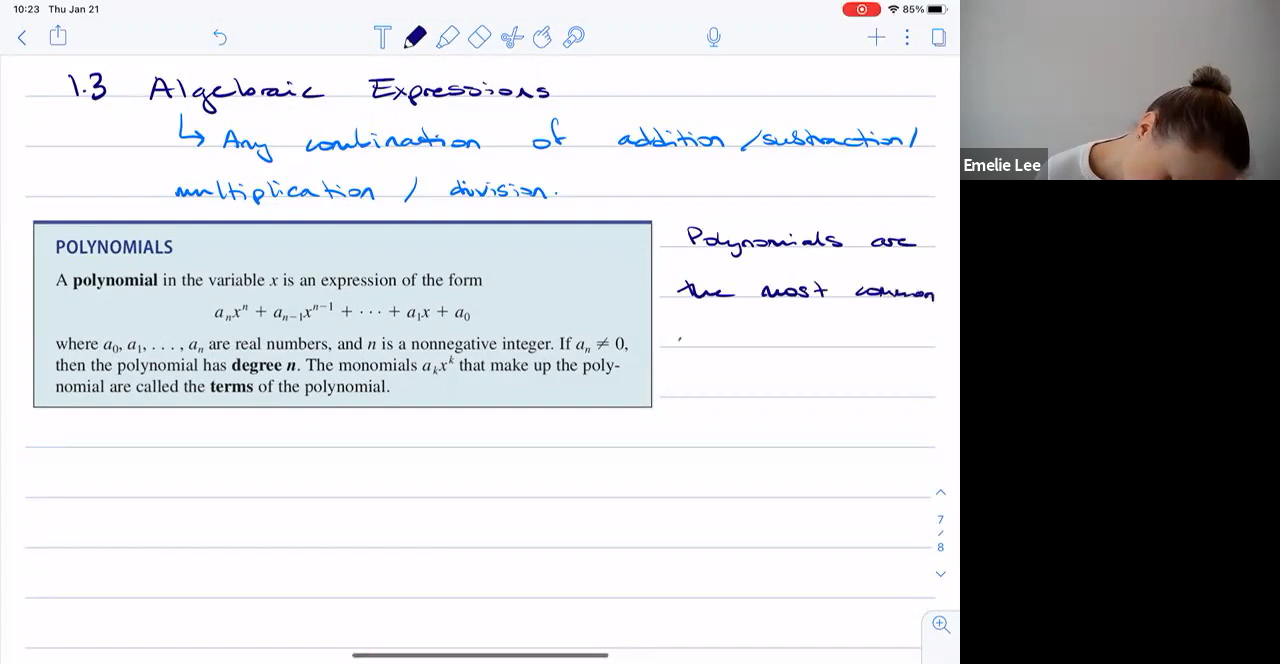 10:23 Thu Jan 21
85%
1.3 Algebraic Expressions
↳ Any combination of addition /subtraction/
multiplication / division.
POLYNOMIALS
A polynomial in the variable x is an expression of the form
aₙxⁿ + aₙ₋₁xⁿ⁻¹ + · · · + a₁x + a₀
where a₀, a₁, . . . , aₙ are real numbers, and n is a nonnegative integer. If aₙ ≠ 0,
then the polynomial has degree n. The monomials aₖxᵏ that make up the poly-
nomial are called the terms of the polynomial.
Polynomials are
the most common
7
/
8
Emelie Lee